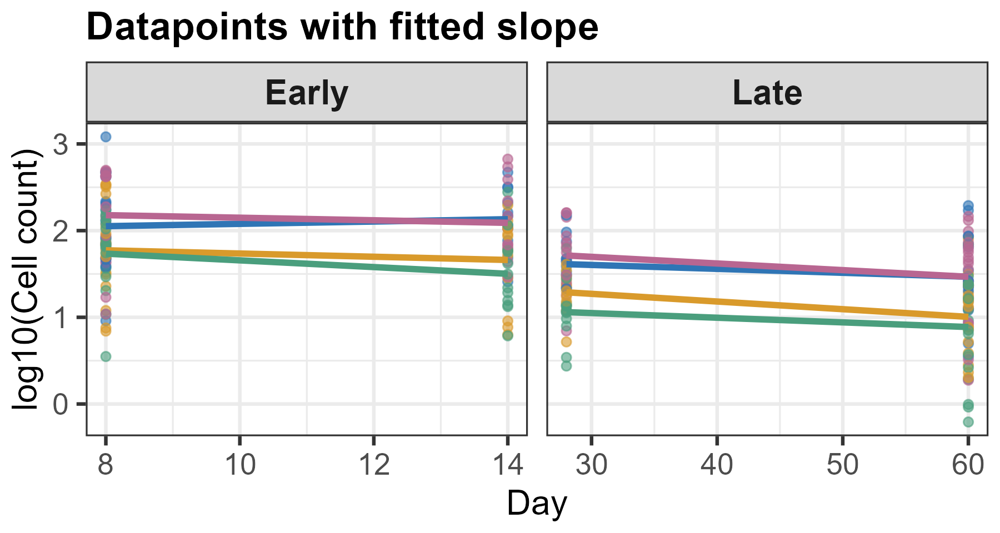 Datapoints with fitted slope
Early
Late
log10(Cell count)
3
2
1
0
8 10 12 14
30 40 50 60
Day